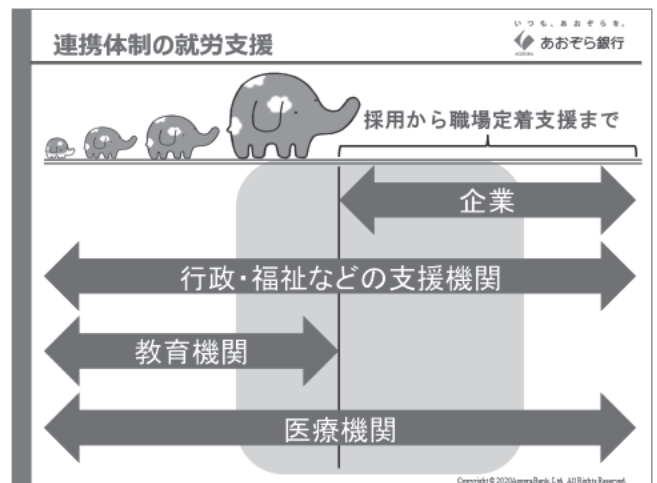 連携体制の就労支援
いつも、あおぞらを。
あおぞら銀行
AOZORA
採用から職場定着支援まで
企業
行政・福祉などの支援機関
教育機関
医療機関
Copyright © 2020 Aozora Bank, Ltd. All Rights Reserved.